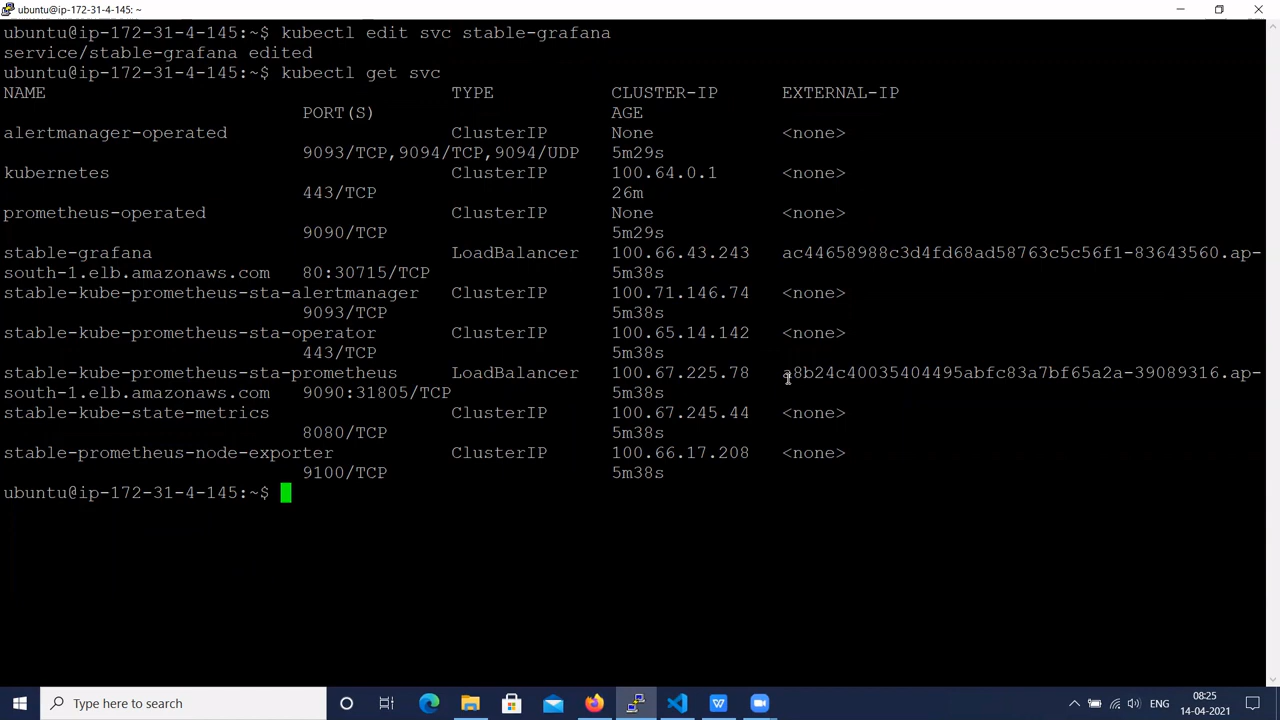 ubuntu@ip-172-31-4-145: ~
ubuntu@ip-172-31-4-145:~$ kubectl edit svc stable-grafana
service/stable-grafana edited
ubuntu@ip-172-31-4-145:~$ kubectl get svc
NAME TYPE CLUSTER-IP EXTERNAL-IP
PORT(S) AGE
alertmanager-operated ClusterIP None <none>
9093/TCP,9094/TCP,9094/UDP 5m29s
kubernetes ClusterIP 100.64.0.1 <none>
443/TCP 26m
prometheus-operated ClusterIP None <none>
9090/TCP 5m29s
stable-grafana LoadBalancer 100.66.43.243 ac44658988c3d4fd68ad58763c5c56f1-83643560.ap-
south-1.elb.amazonaws.com 80:30715/TCP 5m38s
stable-kube-prometheus-sta-alertmanager ClusterIP 100.71.146.74 <none>
9093/TCP 5m38s
stable-kube-prometheus-sta-operator ClusterIP 100.65.14.142 <none>
443/TCP 5m38s
stable-kube-prometheus-sta-prometheus LoadBalancer 100.67.225.78 a8b24c40035404495abfc83a7bf65a2a-39089316.ap-
south-1.elb.amazonaws.com 9090:31805/TCP 5m38s
stable-kube-state-metrics ClusterIP 100.67.245.44 <none>
8080/TCP 5m38s
stable-prometheus-node-exporter ClusterIP 100.66.17.208 <none>
9100/TCP 5m38s
ubuntu@ip-172-31-4-145:~$
Type here to search
ENG
08:25
14-04-2021